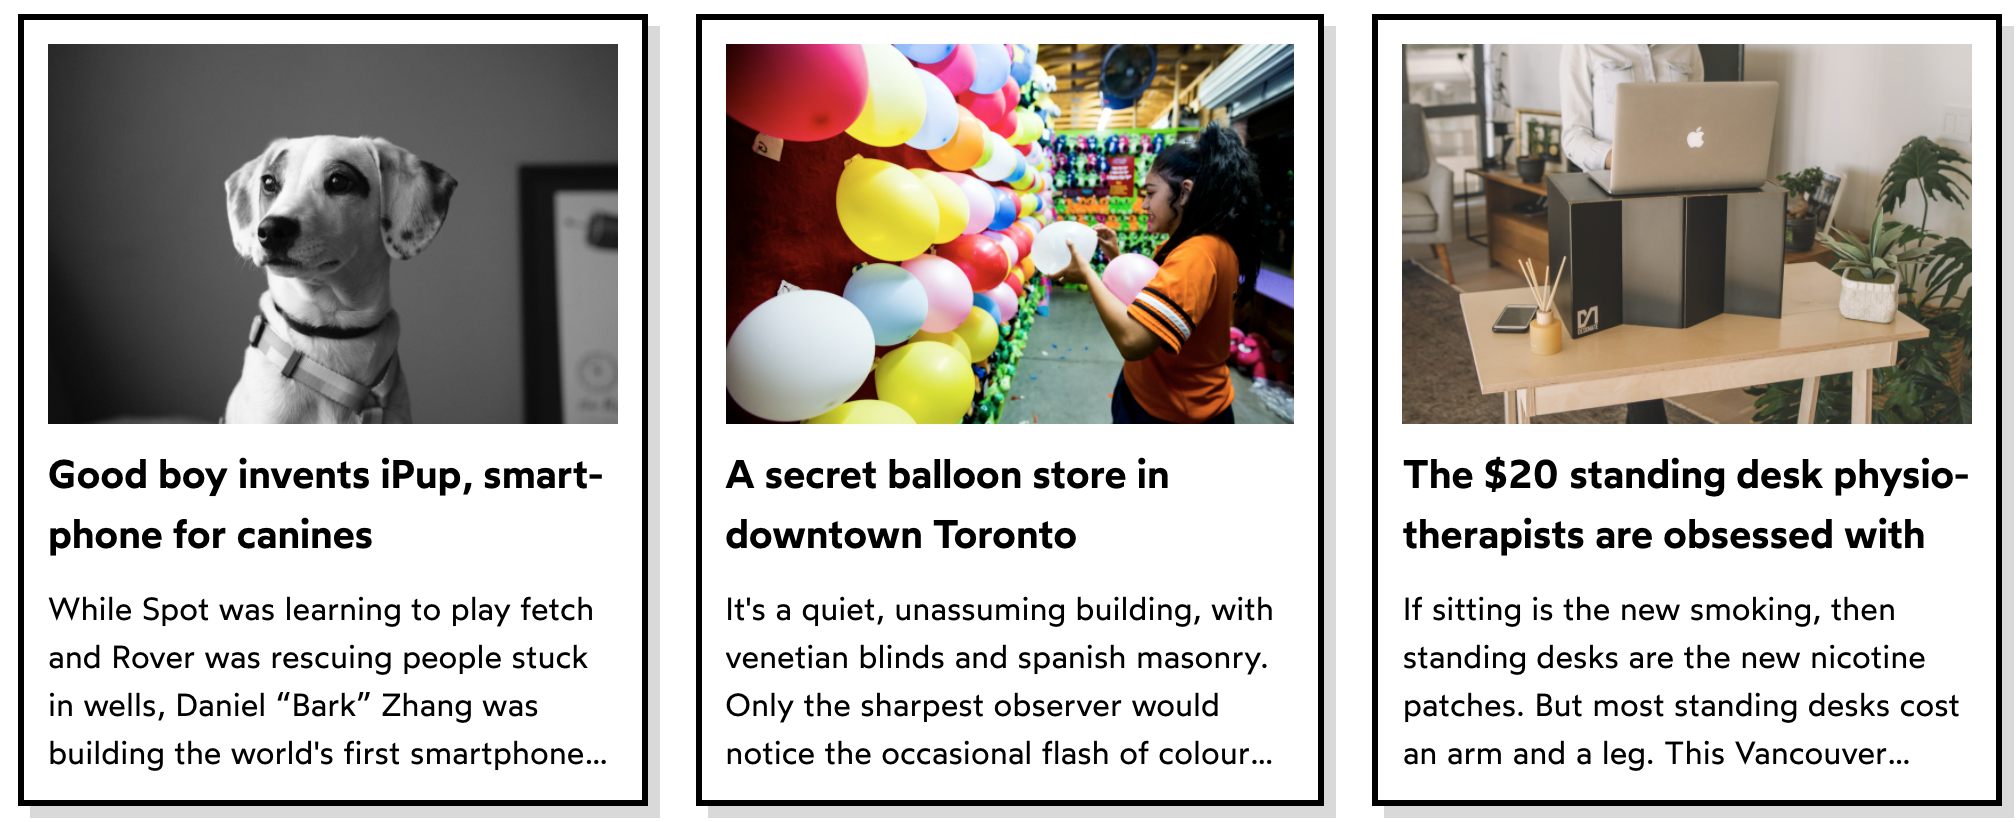 Good boy invents iPup, smart-
phone for canines
While Spot was learning to play fetch
and Rover was rescuing people stuck
in wells, Daniel “Bark” Zhang was
building the world's first smartphone…
A secret balloon store in
downtown Toronto
It's a quiet, unassuming building, with
venetian blinds and spanish masonry.
Only the sharpest observer would
notice the occasional flash of colour…
The $20 standing desk physio-
therapists are obsessed with
If sitting is the new smoking, then
standing desks are the new nicotine
patches. But most standing desks cost
an arm and a leg. This Vancouver…